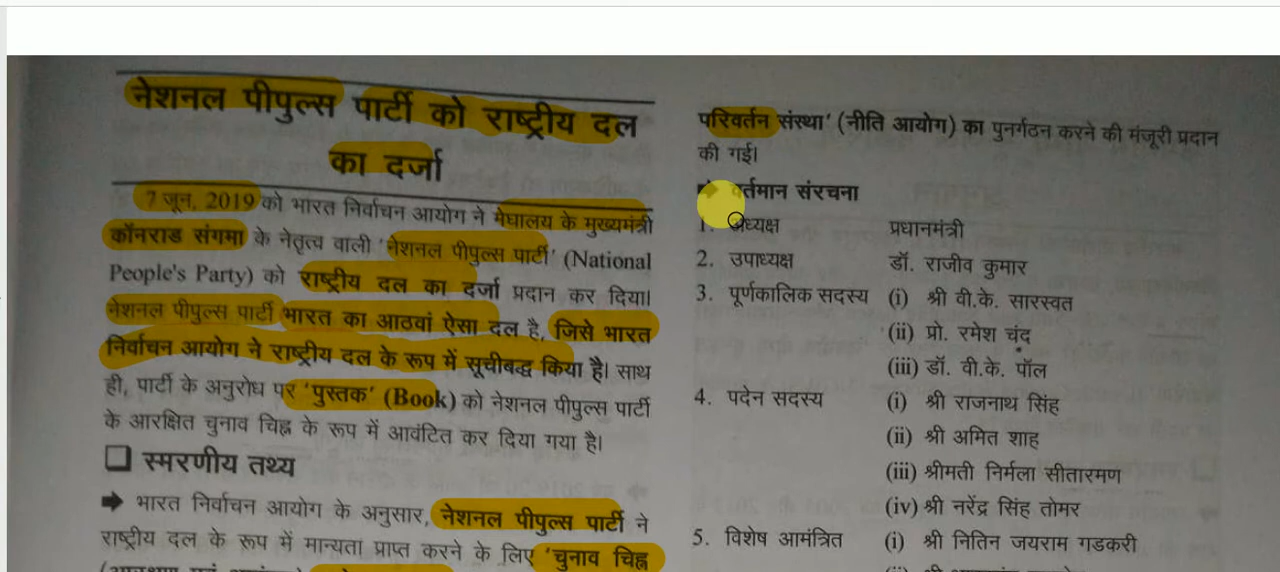 नेशनल पीपुल्स पार्टी को राष्ट्रीय दल
का दर्जा
7 जून, 2019 को भारत निर्वाचन आयोग ने मेघालय के मुख्यमंत्री
कॉनराड संगमा के नेतृत्व वाली 'नेशनल पीपुल्स पार्टी' (National
People's Party) को राष्ट्रीय दल का दर्जा प्रदान कर दिया।
नेशनल पीपुल्स पार्टी भारत का आठवां ऐसा दल है, जिसे भारत
निर्वाचन आयोग ने राष्ट्रीय दल के रूप में सूचीबद्ध किया है। साथ
ही, पार्टी के अनुरोध पर 'पुस्तक' (Book) को नेशनल पीपुल्स पार्टी
के आरक्षित चुनाव चिह्न के रूप में आवंटित कर दिया गया है।
❑ स्मरणीय तथ्य
➡ भारत निर्वाचन आयोग के अनुसार, नेशनल पीपुल्स पार्टी ने
राष्ट्रीय दल के रूप में मान्यता प्राप्त करने के लिए 'चुनाव चिह्न
परिवर्तन संस्था' (नीति आयोग) का पुनर्गठन करने की मंजूरी प्रदान
की गई।
➡ वर्तमान संरचना
1. अध्यक्ष प्रधानमंत्री
2. उपाध्यक्ष डॉ. राजीव कुमार
3. पूर्णकालिक सदस्य (i) श्री वी.के. सारस्वत
(ii) प्रो. रमेश चंद
(iii) डॉ. वी.के. पॉल
4. पदेन सदस्य (i) श्री राजनाथ सिंह
(ii) श्री अमित शाह
(iii) श्रीमती निर्मला सीतारमण
(iv) श्री नरेंद्र सिंह तोमर
5. विशेष आमंत्रित (i) श्री नितिन जयराम गडकरी